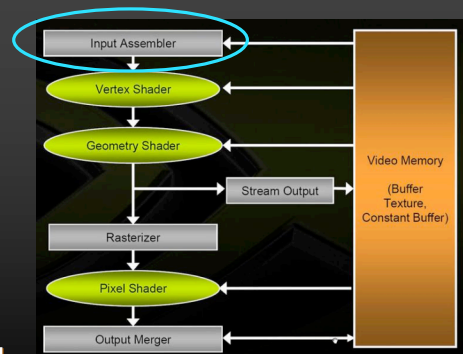 Input Assembler
Vertex Shader
Geometry Shader
Stream Output
Rasterizer
Pixel Shader
Output Merger
Video Memory
(Buffer
Texture,
Constant Buffer)